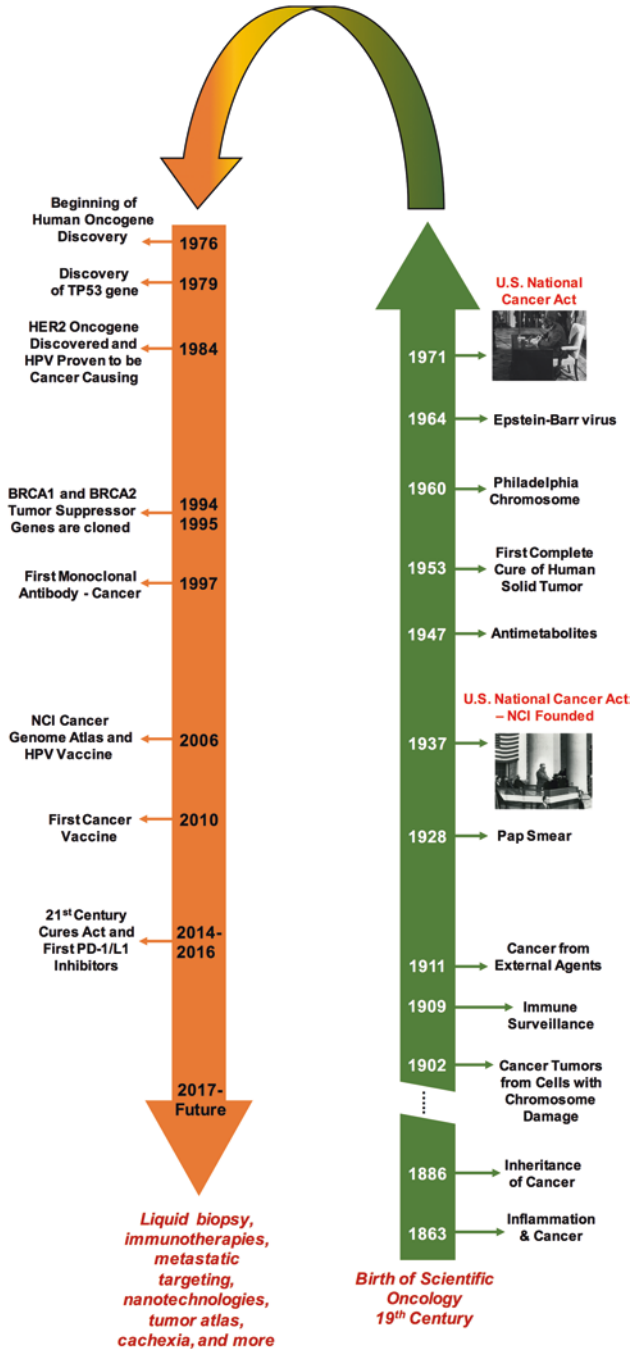 Beginning of
Human Oncogene
Discovery
1976
Discovery
of TP53 gene
1979
HER2 Oncogene
Discovered and
HPV Proven to be
Cancer Causing
1984
BRCA1 and BRCA2
Tumor Suppressor
Genes are cloned
1994
1995
First Monoclonal
Antibody - Cancer
1997
NCI Cancer
Genome Atlas and
HPV Vaccine
2006
First Cancer
Vaccine
2010
21st Century
Cures Act and
First PD-1/L1
Inhibitors
2014-
2016
2017-
Future
Liquid biopsy,
immunotherapies,
metastatic
targeting,
nanotechnologies,
tumor atlas,
cachexia, and more
U.S. National
Cancer Act
1971
1964
Epstein-Barr virus
1960
Philadelphia
Chromosome
1953
First Complete
Cure of Human
Solid Tumor
1947
Antimetabolites
U.S. National Cancer Act
– NCI Founded
1937
1928
Pap Smear
1911
Cancer from
External Agents
1909
Immune
Surveillance
1902
Cancer Tumors
from Cells with
Chromosome
Damage
1886
Inheritance
of Cancer
1863
Inflammation
& Cancer
Birth of Scientific
Oncology
19th Century